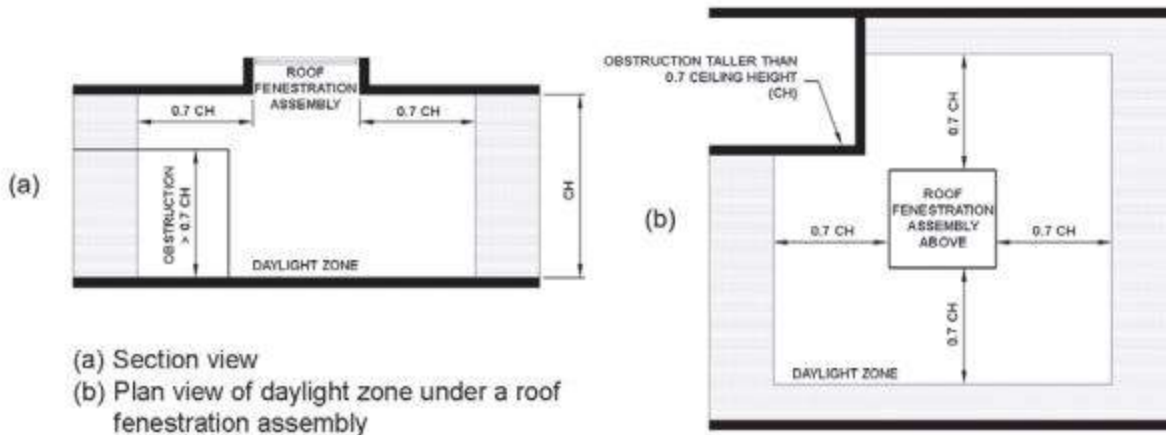 (a)
ROOF
FENESTRATION
ASSEMBLY
0.7 CH
0.7 CH
OBSTRUCTION
> 0.7 CH
CH
DAYLIGHT ZONE
(a) Section view
(b) Plan view of daylight zone under a roof
fenestration assembly
(b)
OBSTRUCTION TALLER THAN
0.7 CEILING HEIGHT
(CH)
0.7 CH
ROOF
FENESTRATION
ASSEMBLY
ABOVE
0.7 CH
0.7 CH
0.7 CH
DAYLIGHT ZONE